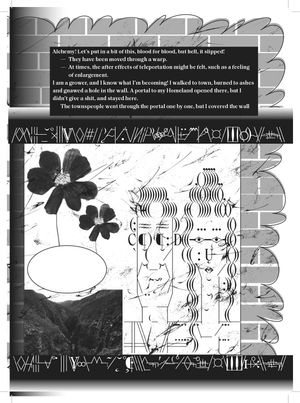 Alchemy! Let's put in a bit of this, blood for blood, but hell, it slipped!
— They have been moved through a warp.
— At times, the after effects of teleportation might be felt, such as a feeling
of enlargement.
I am a grower, and I know what I'm becoming! I walked to town, burned to ashes
and gnawed a hole in the wall. A portal to my Homeland opened there, but I
didn't give a shit, and stayed here.
The townspeople went through the portal one by one, but I covered the wall